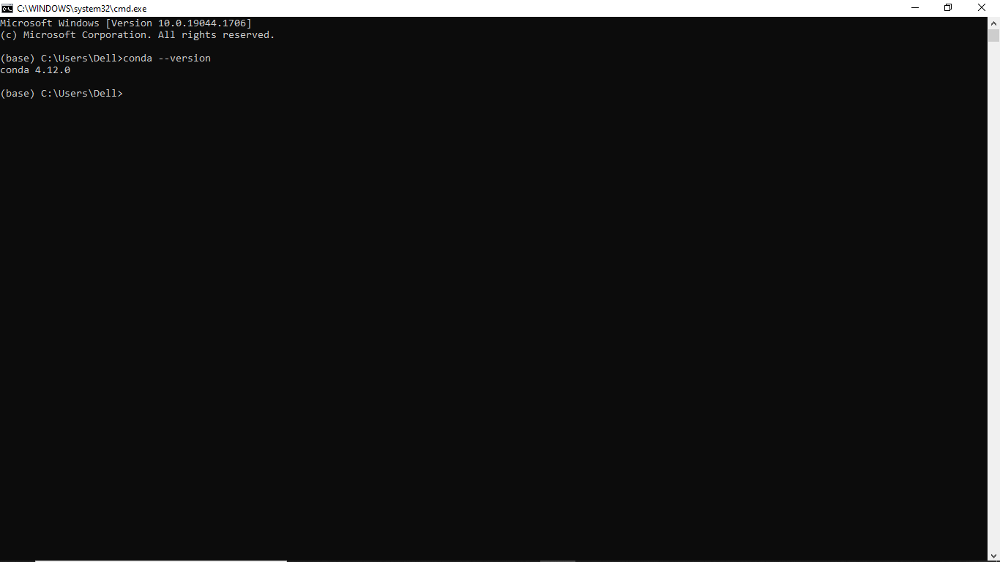 C:\WINDOWS\system32\cmd.exe
Microsoft Windows [Version 10.0.19044.1706]
(c) Microsoft Corporation. All rights reserved.
(base) C:\Users\Dell>conda --version
conda 4.12.0
(base) C:\Users\Dell>